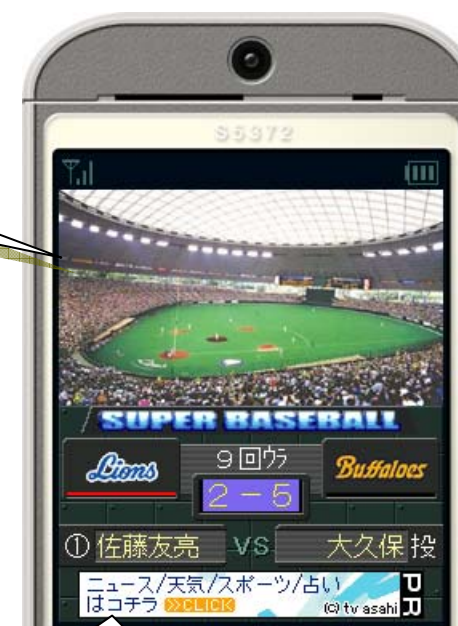 S5372
SUPER BASEBALL
Lions 9回ウラ Buffaloes
2 - 5
① 佐藤友亮 VS 大久保 投
ニュース/天気/スポーツ/占い
はコチラ >>CLICK (C) tv asahi PR